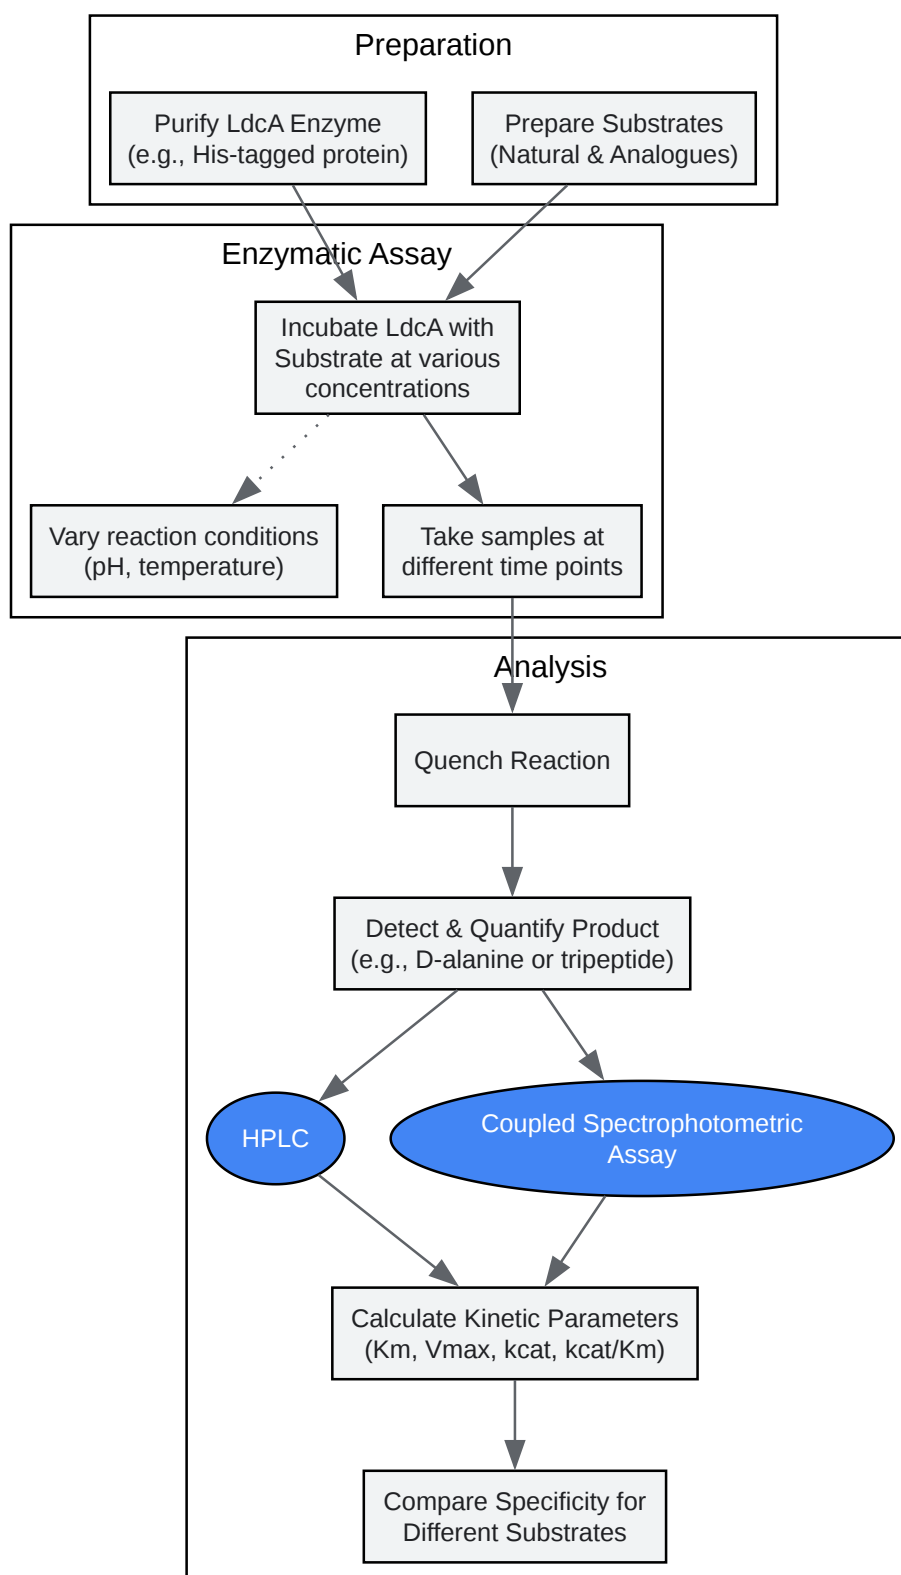 Preparation
Purify LdcA Enzyme
(e.g., His-tagged protein)
Prepare Substrates
(Natural & Analogues)
Enzymatic Assay
Incubate LdcA with
Substrate at various
concentrations
Vary reaction conditions
(pH, temperature)
Take samples at
different time points
Analysis
Quench Reaction
Detect & Quantify Product
(e.g., D-alanine or tripeptide)
HPLC
Coupled Spectrophotometric
Assay
Calculate Kinetic Parameters
(Km, Vmax, kcat, kcat/Km)
Compare Specificity for
Different Substrates